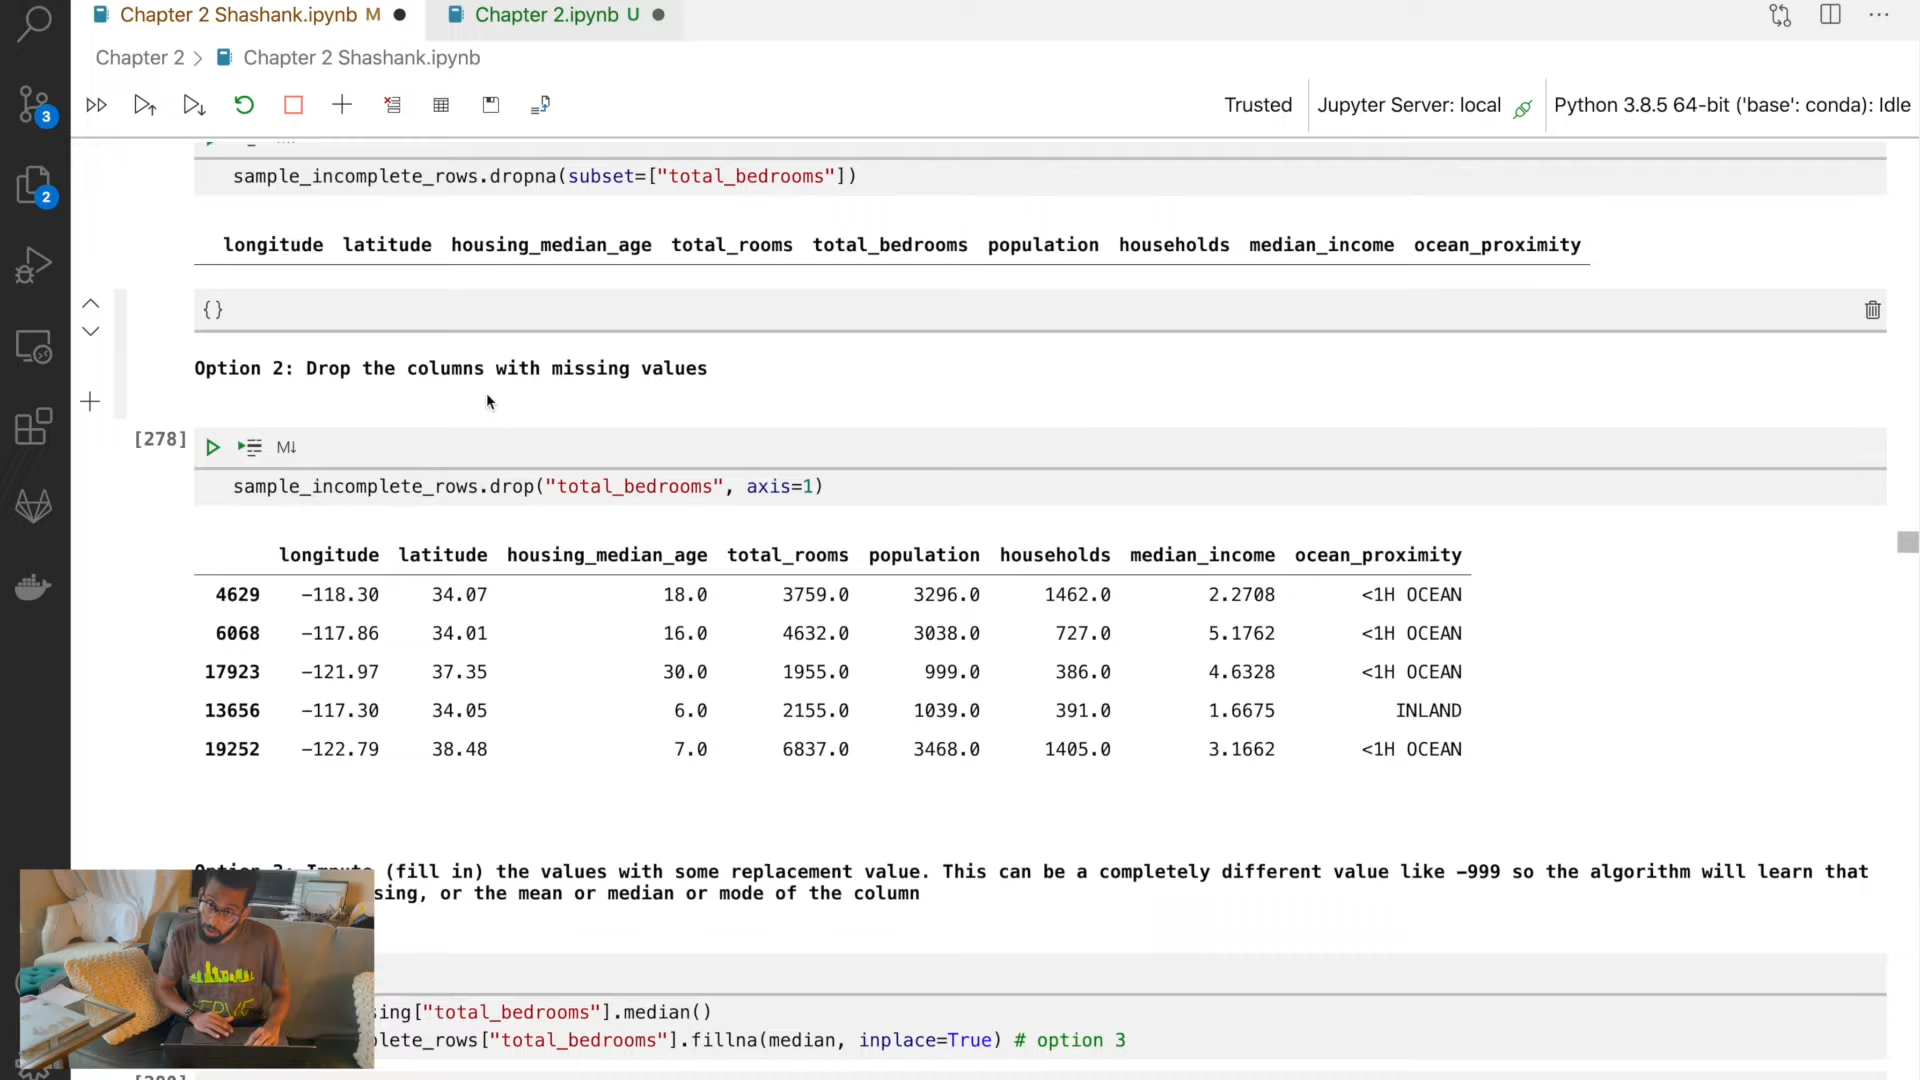 Chapter 2 Shashank.ipynb M
Chapter 2.ipynb U
Chapter 2 > Chapter 2 Shashank.ipynb
3
Trusted
Jupyter Server: local
Python 3.8.5 64-bit ('base': conda): Idle
sample_incomplete_rows.dropna(subset=["total_bedrooms"])
2
longitude latitude housing_median_age total_rooms total_bedrooms population households median_income ocean_proximity
{}
Option 2: Drop the columns with missing values
[278]
M↓
sample_incomplete_rows.drop("total_bedrooms", axis=1)
longitude latitude housing_median_age total_rooms population households median_income ocean_proximity
4629 −118.30 34.07 18.0 3759.0 3296.0 1462.0 2.2708 <1H OCEAN
6068 −117.86 34.01 16.0 4632.0 3038.0 727.0 5.1762 <1H OCEAN
17923 −121.97 37.35 30.0 1955.0 999.0 386.0 4.6328 <1H OCEAN
13656 −117.30 34.05 6.0 2155.0 1039.0 391.0 1.6675 INLAND
19252 −122.79 38.48 7.0 6837.0 3468.0 1405.0 3.1662 <1H OCEAN
(fill in) the values with some replacement value. This can be a completely different value like −999 so the algorithm will learn that
sing, or the mean or median or mode of the column
sing["total_bedrooms"].median()
plete_rows["total_bedrooms"].fillna(median, inplace=True) # option 3